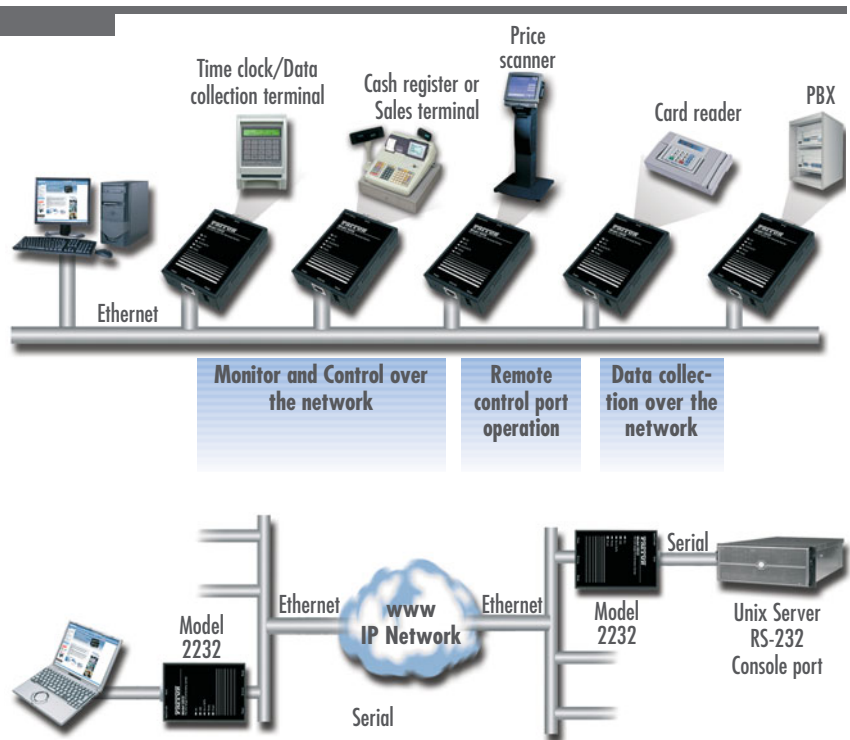 Price
scanner
Time clock/Data
collection terminal
Cash register or
Sales terminal
Card reader
PBX
Ethernet
Monitor and Control over
the network
Remote
control port
operation
Data collec-
tion over the
network
Serial
Ethernet
www
IP Network
Ethernet
Model
2232
Model
2232
Unix Server
RS-232
Console port
Serial